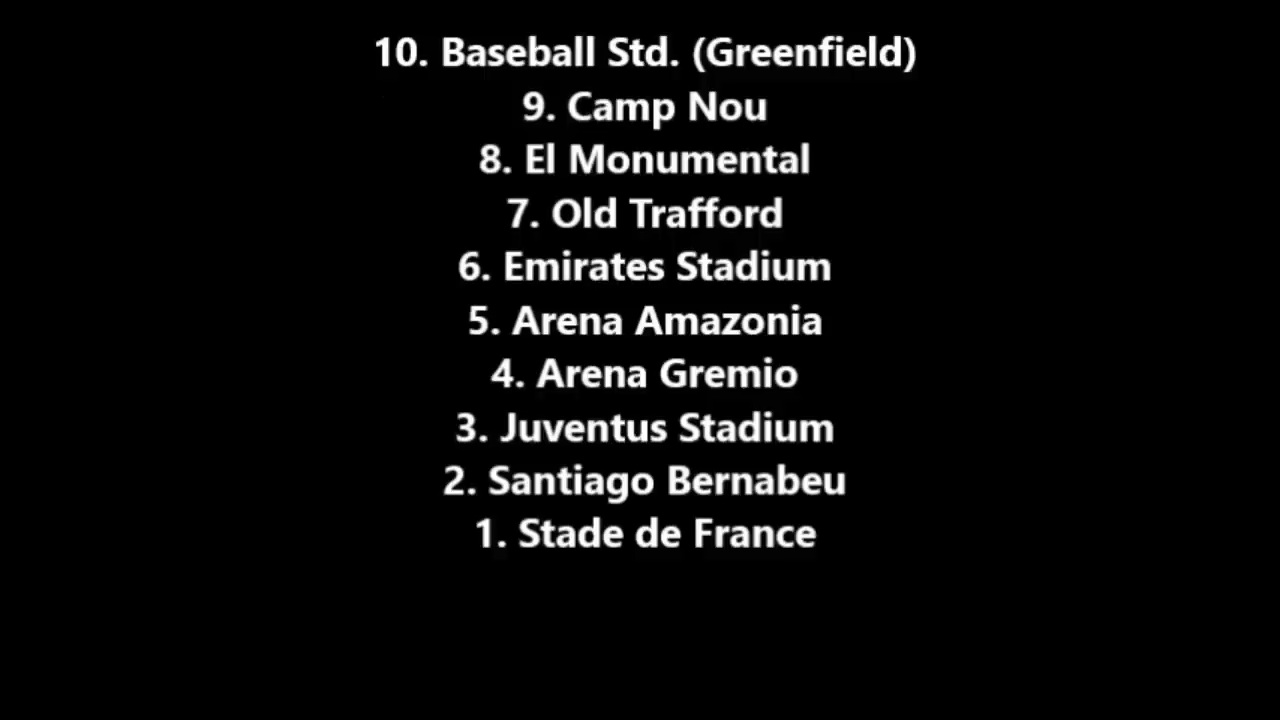 10. Baseball Std. (Greenfield)
9. Camp Nou
8. El Monumental
7. Old Trafford
6. Emirates Stadium
5. Arena Amazonia
4. Arena Gremio
3. Juventus Stadium
2. Santiago Bernabeu
1. Stade de France